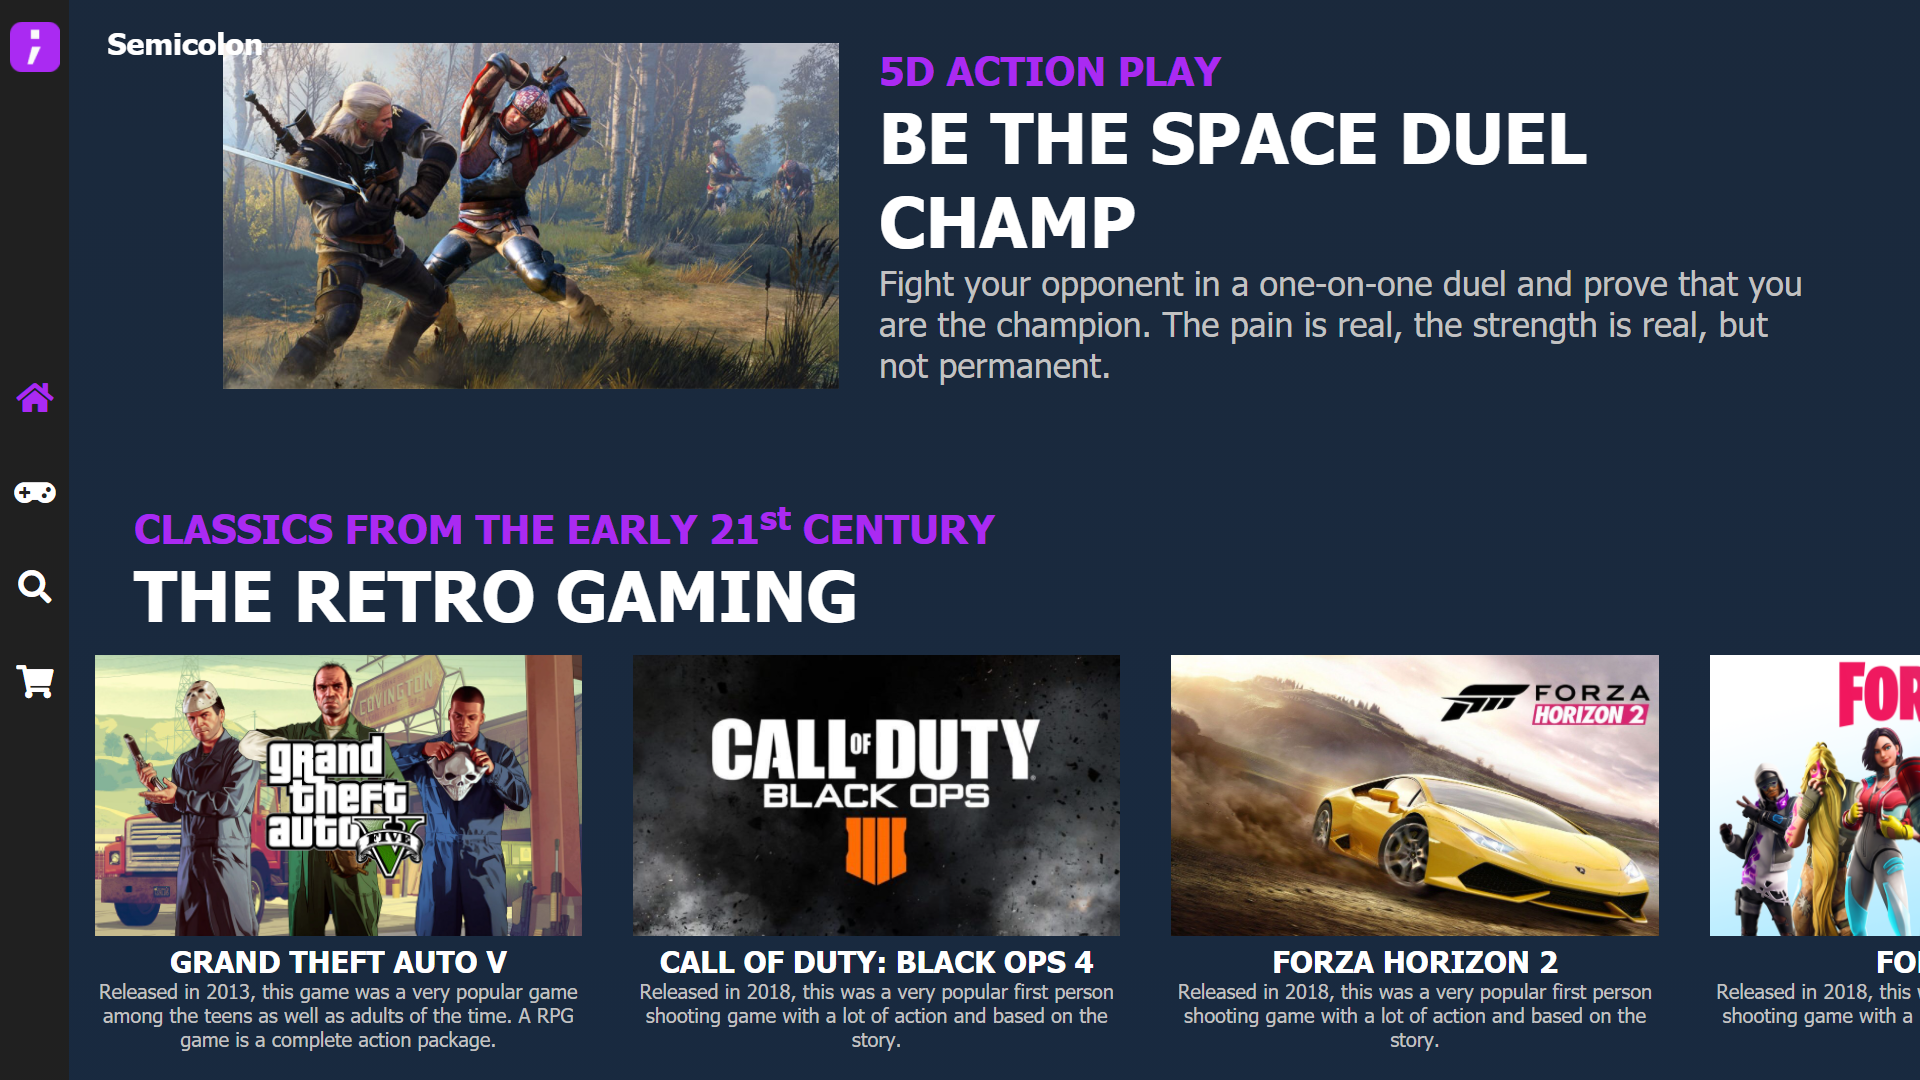 ;
Semicolon
5D ACTION PLAY
BE THE SPACE DUEL
CHAMP
Fight your opponent in a one-on-one duel and prove that you
are the champion. The pain is real, the strength is real, but
not permanent.
CLASSICS FROM THE EARLY 21st CENTURY
THE RETRO GAMING
COVINGTON
grand
theft
auto
FIVE
V
CALL OF DUTY
BLACK OPS
IIII
FORZA
HORIZON 2
FOR
GRAND THEFT AUTO V
Released in 2013, this game was a very popular game
among the teens as well as adults of the time. A RPG
game is a complete action package.
CALL OF DUTY: BLACK OPS 4
Released in 2018, this was a very popular first person
shooting game with a lot of action and based on the
story.
FORZA HORIZON 2
Released in 2018, this was a very popular first person
shooting game with a lot of action and based on the
story.
FO
Released in 2018, this
shooting game with a